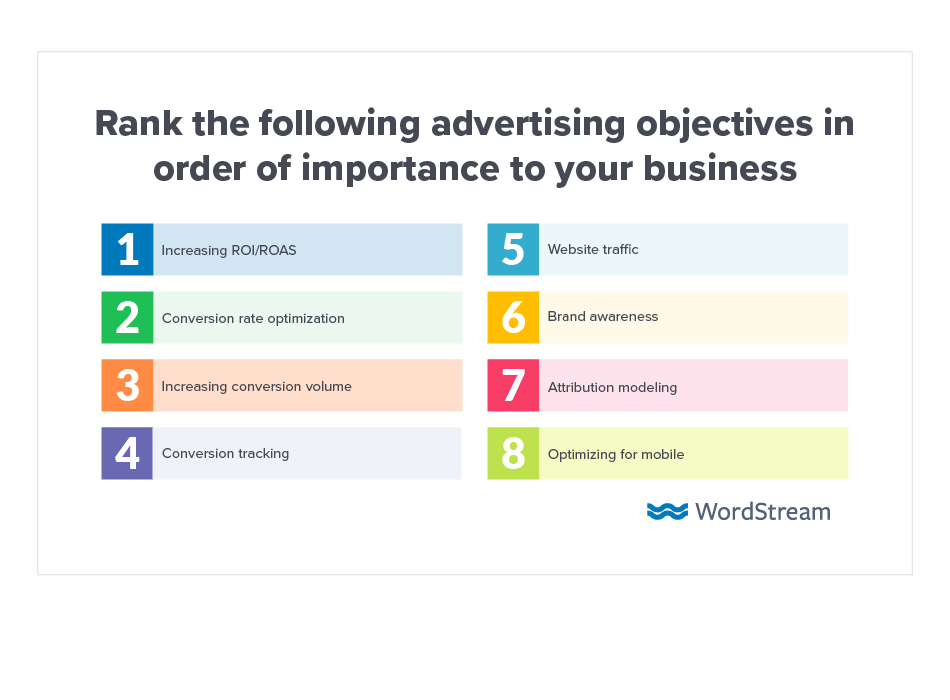 Rank the following advertising objectives in
order of importance to your business
1 Increasing ROI/ROAS
2 Conversion rate optimization
3 Increasing conversion volume
4 Conversion tracking
5 Website traffic
6 Brand awareness
7 Attribution modeling
8 Optimizing for mobile
WordStream